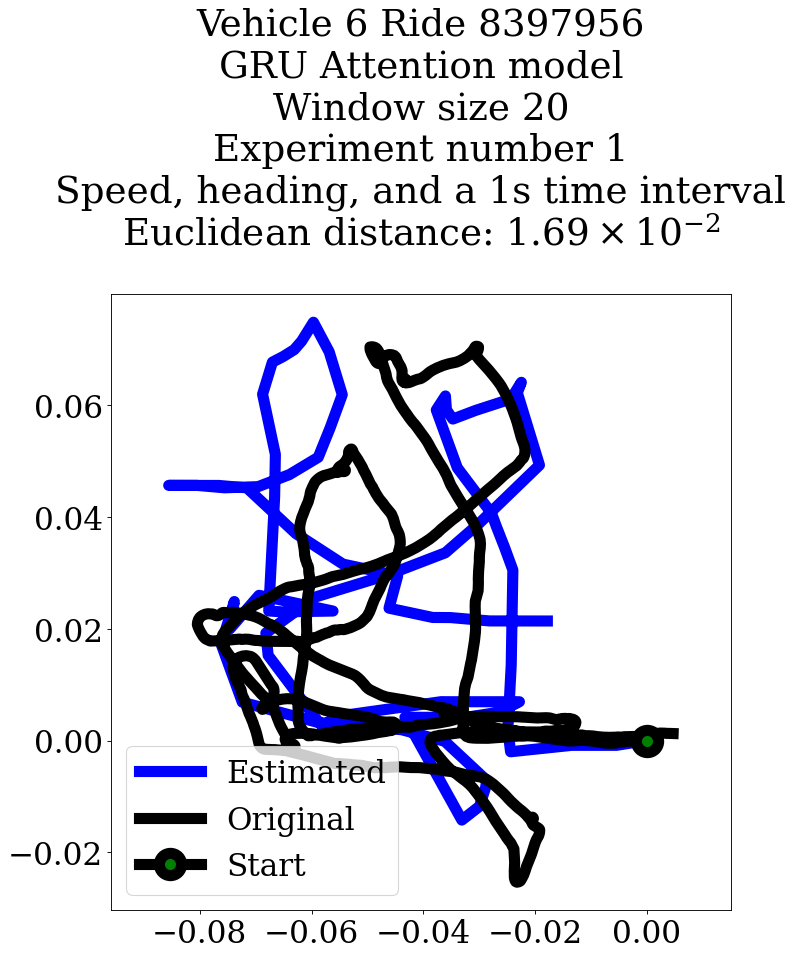 Vehicle 6 Ride 8397956
GRU Attention model
Window size 20
Experiment number 1
Speed, heading, and a 1s time interval
Euclidean distance: 1.69 × 10⁻²
0.06
0.04
0.02
0.00
−0.02
Estimated
Original
Start
−0.08 −0.06 −0.04 −0.02 0.00